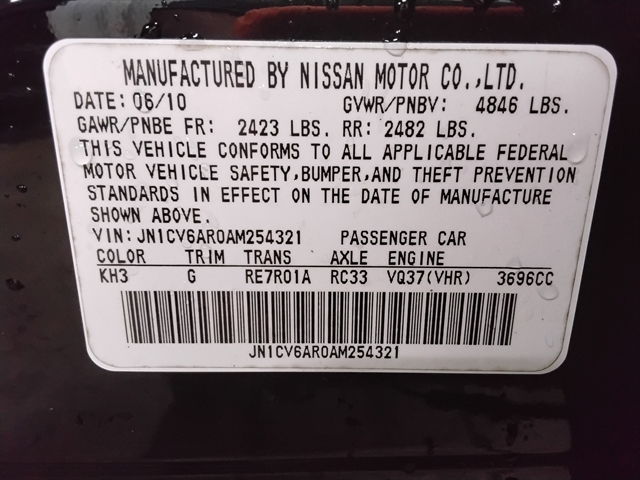 MANUFACTURED BY NISSAN MOTOR CO.,LTD.
DATE: 06/10 GVWR/PNBV: 4846 LBS.
GAWR/PNBE FR: 2423 LBS. RR: 2482 LBS.
THIS VEHICLE CONFORMS TO ALL APPLICABLE FEDERAL
MOTOR VEHICLE SAFETY,BUMPER,AND THEFT PREVENTION
STANDARDS IN EFFECT ON THE DATE OF MANUFACTURE
SHOWN ABOVE.
VIN:JN1CV6AR0AM254321 PASSENGER CAR
COLOR TRIM TRANS AXLE ENGINE
KH3 G RE7R01A RC33 VQ37(VHR) 3696CC
JN1CV6AR0AM254321